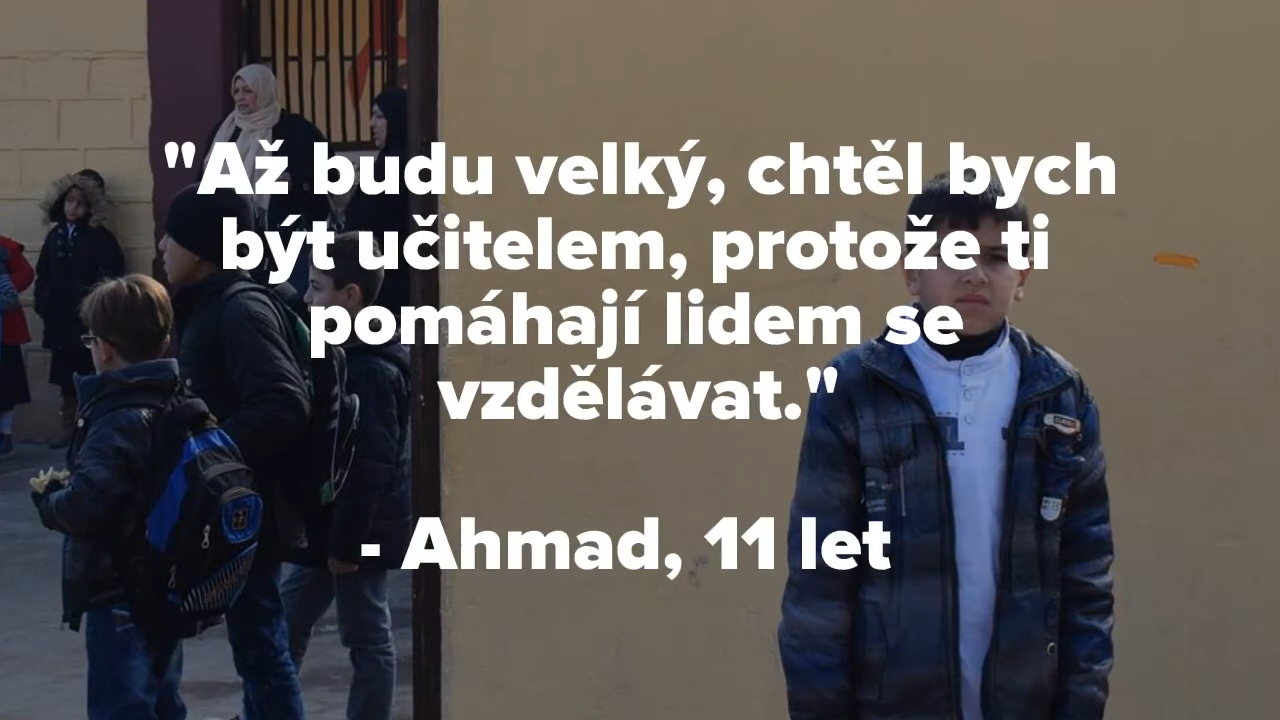 "Až budu velký, chtěl bych
být učitelem, protože ti
pomáhají lidem se
vzdělávat."
- Ahmad, 11 let